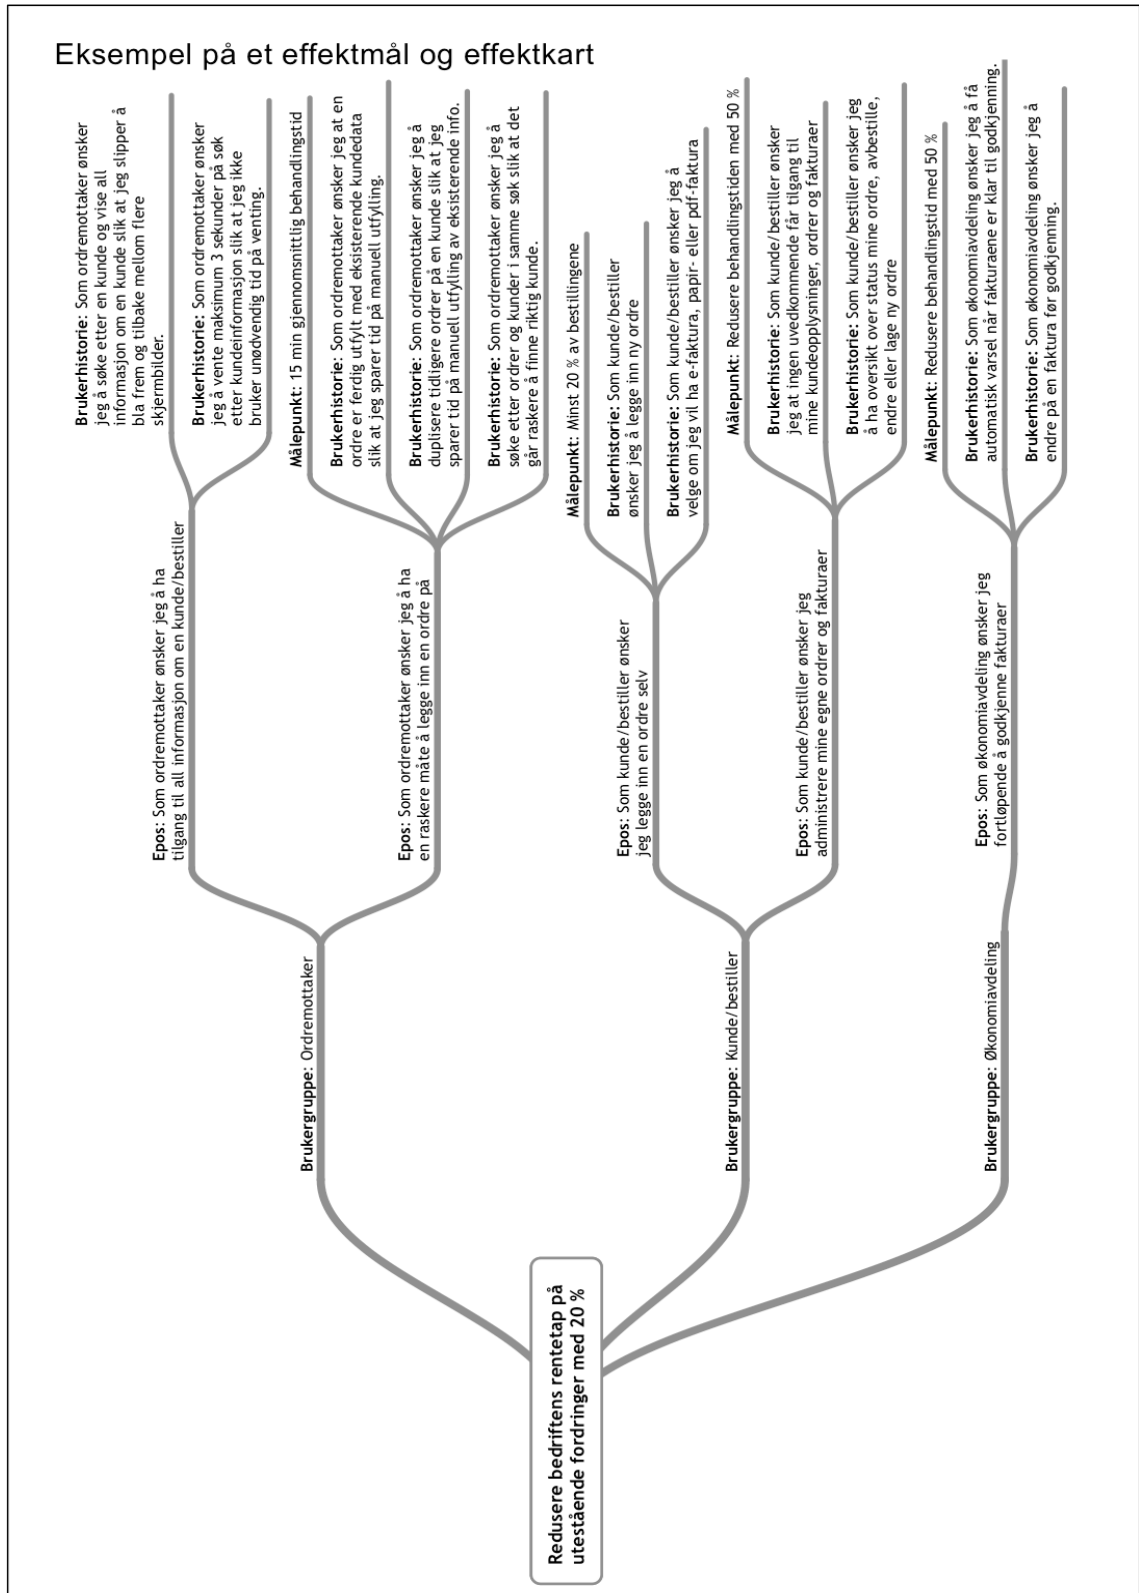 Eksempel på et effektmål og effektkart
Redusere bedriftens rentetap på
utestående fordringer med 20 %
Brukergruppe: Ordremottaker
Epos: Som ordremottaker ønsker jeg å ha
tilgang til all informasjon om en kunde/bestiller
Brukerhistorie: Som ordremottaker ønsker
jeg å søke etter en kunde og vise all
informasjon om en kunde slik at jeg slipper å
bla frem og tilbake mellom flere
skjermbilder.
Brukerhistorie: Som ordremottaker ønsker
jeg å vente maksimum 3 sekunder på søk
etter kundeinformasjon slik at jeg ikke
bruker unødvendig tid på venting.
Epos: Som ordremottaker ønsker jeg å ha
en raskere måte å legge inn en ordre på
Målepunkt: 15 min gjennomsnittlig behandlingstid
Brukerhistorie: Som ordremottaker ønsker jeg at en
ordre er ferdig utfylt med eksisterende kundedata
slik at jeg sparer tid på manuell utfylling.
Brukerhistorie: Som ordremottaker ønsker jeg å
duplisere tidligere ordrer på en kunde slik at jeg
sparer tid på manuell utfylling av eksisterende info.
Brukerhistorie: Som ordremottaker ønsker jeg å
søke etter ordrer og kunder i samme søk slik at det
går raskere å finne riktig kunde.
Brukergruppe: Kunde/bestiller
Epos: Som kunde/bestiller ønsker
jeg legge inn en ordre selv
Målepunkt: Minst 20 % av bestillingene
Brukerhistorie: Som kunde/bestiller
ønsker jeg å legge inn ny ordre
Brukerhistorie: Som kunde/bestiller ønsker jeg å
velge om jeg vil ha e-faktura, papir- eller pdf-faktura
Epos: Som kunde/bestiller ønsker jeg
administrere mine egne ordrer og fakturaer
Målepunkt: Redusere behandlingstiden med 50 %
Brukerhistorie: Som kunde/bestiller ønsker
jeg at ingen uvedkommende får tilgang til
mine kundeopplysninger, ordrer og fakturaer
Brukerhistorie: Som kunde/bestiller ønsker jeg
å ha oversikt over status mine ordre, avbestille,
endre eller lage ny ordre
Brukergruppe: Økonomiavdeling
Epos: Som økonomiavdeling ønsker jeg
fortløpende å godkjenne fakturaer
Målepunkt: Redusere behandlingstid med 50 %
Brukerhistorie: Som økonomiavdeling ønsker jeg å få
automatisk varsel når fakturaene er klar til godkjenning.
Brukerhistorie: Som økonomiavdeling ønsker jeg å
endre på en faktura før godkjenning.